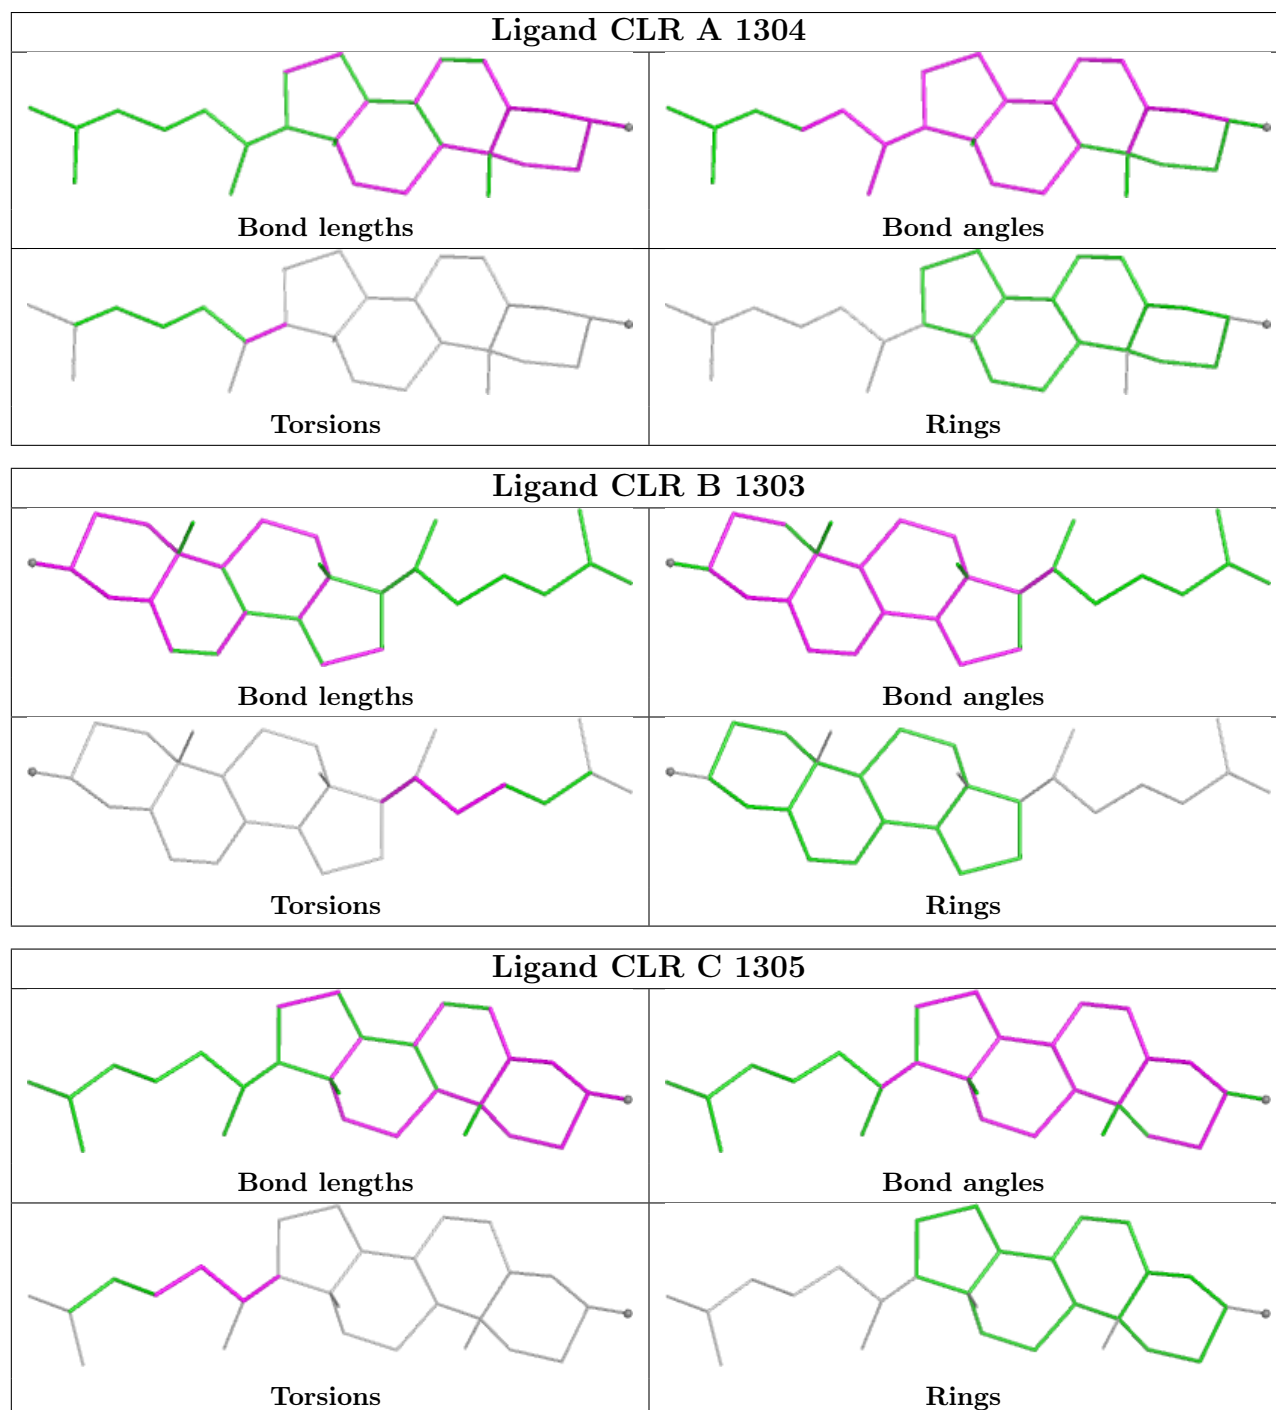 Ligand CLR A 1304
Bond lengths
Bond angles
Torsions
Rings
Ligand CLR B 1303
Bond lengths
Bond angles
Torsions
Rings
Ligand CLR C 1305
Bond lengths
Bond angles
Torsions
Rings